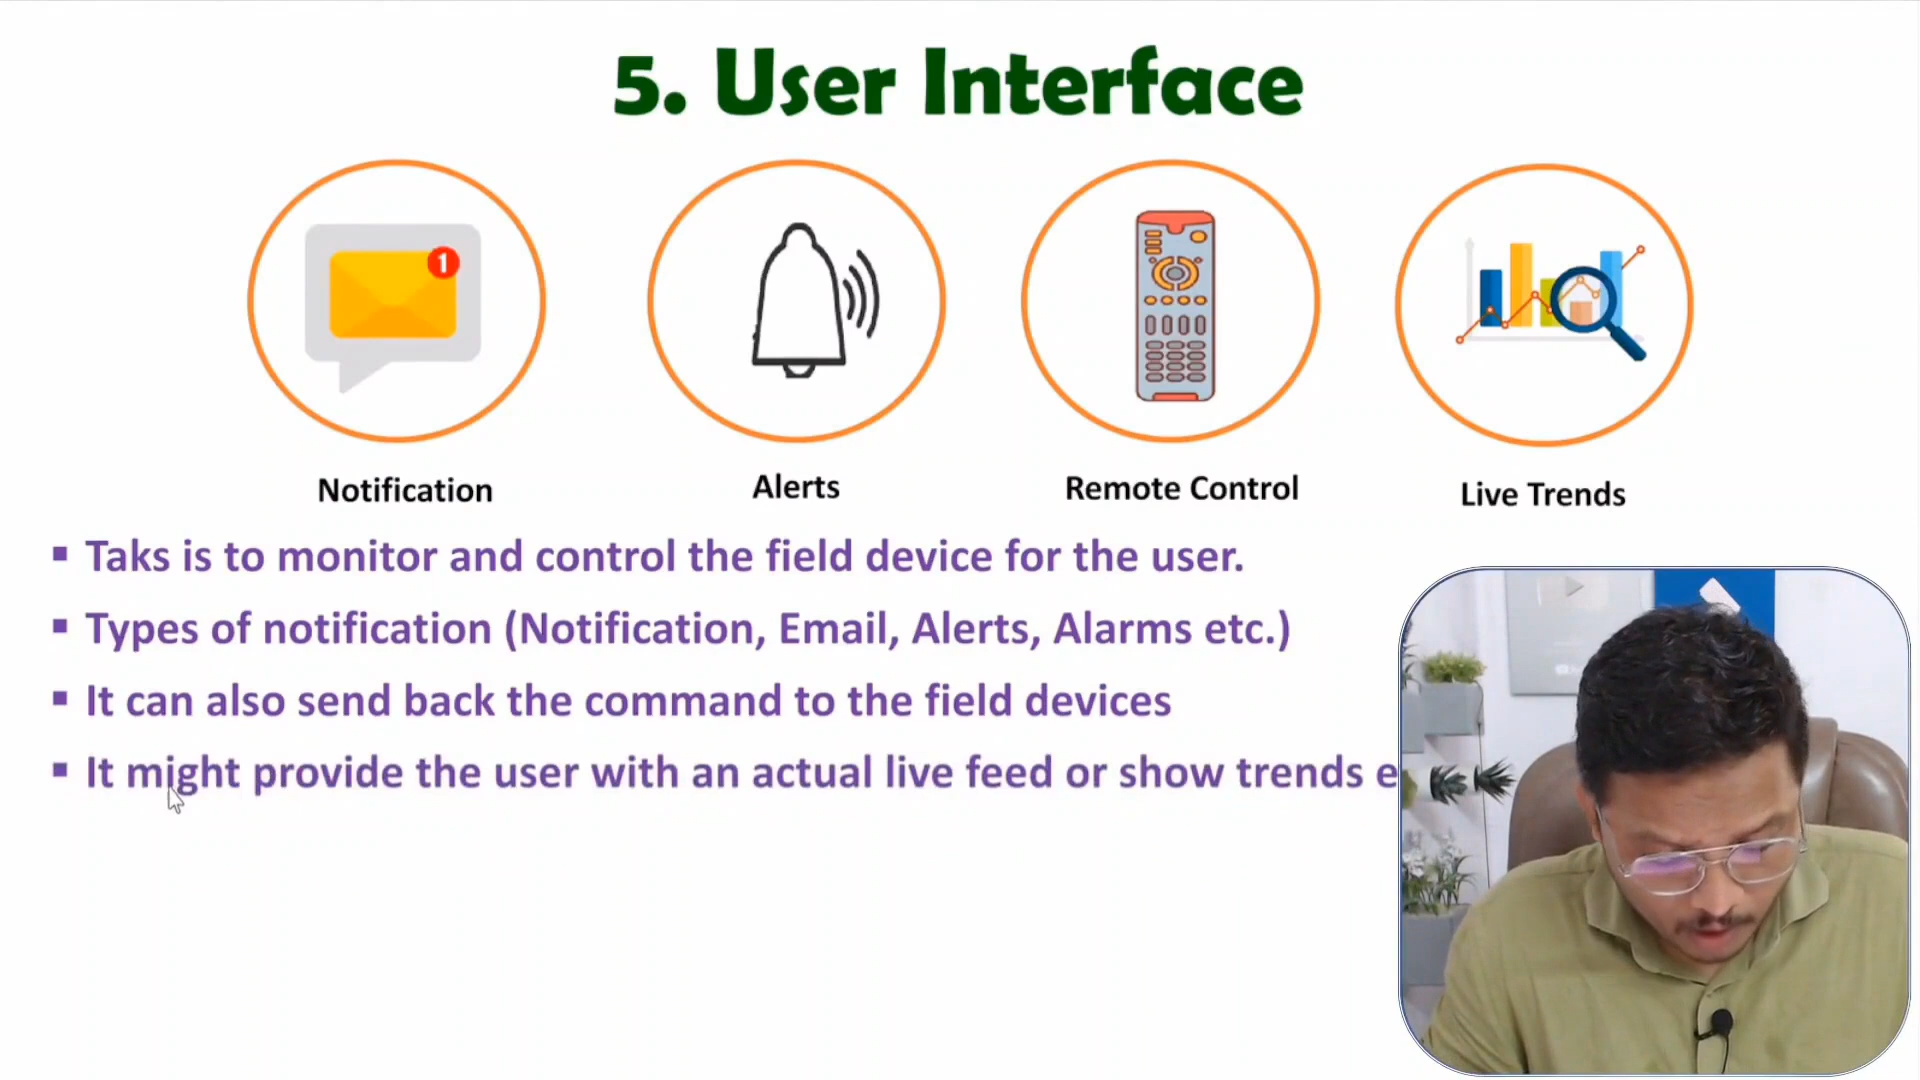 5. User Interface
1
Notification
Alerts
Remote Control
Live Trends
▪ Taks is to monitor and control the field device for the user.
▪ Types of notification (Notification, Email, Alerts, Alarms etc.)
▪ It can also send back the command to the field devices
▪ It might provide the user with an actual live feed or show trends e